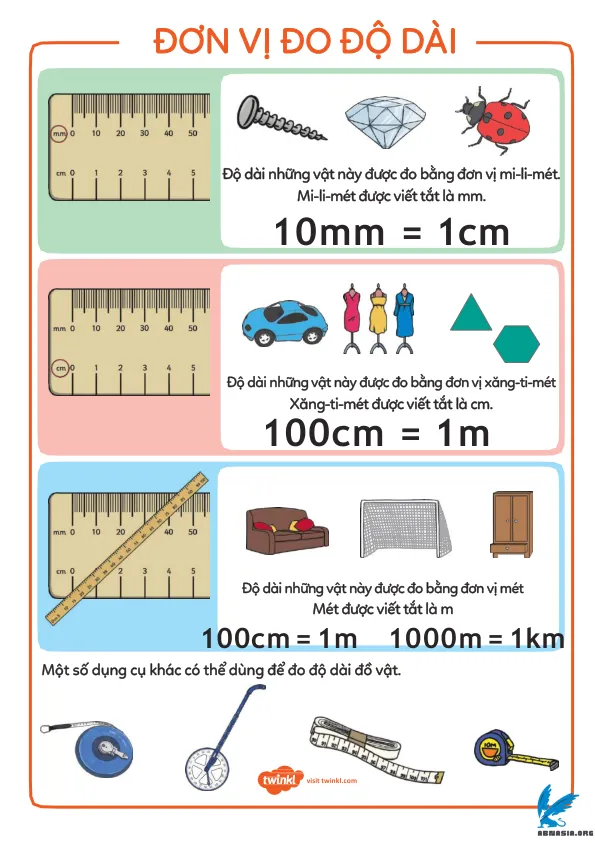 ĐƠN VỊ ĐO ĐỘ DÀI
mm 0 10 20 30 40 50
cm 0 1 2 3 4 5
Độ dài những vật này được đo bằng đơn vị mi-li-mét.
Mi-li-mét được viết tắt là mm.
10mm = 1cm
mm 0 10 20 30 40 50
cm 0 1 2 3 4 5
Độ dài những vật này được đo bằng đơn vị xăng-ti-mét
Xăng-ti-mét được viết tắt là cm.
100cm = 1m
mm 0 10 20 30 40
cm 0 1 2 3 4
Độ dài những vật này được đo bằng đơn vị mét
Mét được viết tắt là m
100cm = 1m 1000m = 1km
Một số dụng cụ khác có thể dùng để đo độ dài đồ vật.
10M
twinkl visit twinkl.com
ABNASIA.ORG